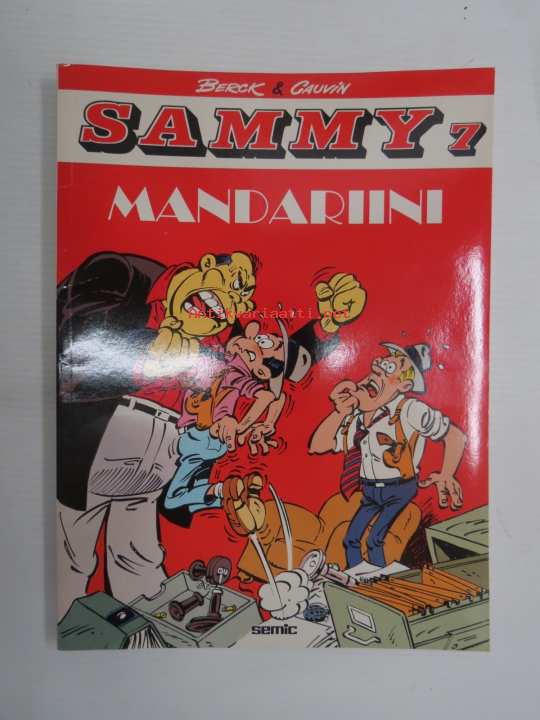 BERCK & CAUVIN
SAMMY 7
MANDARIINI
antikvariaatti.net
semic